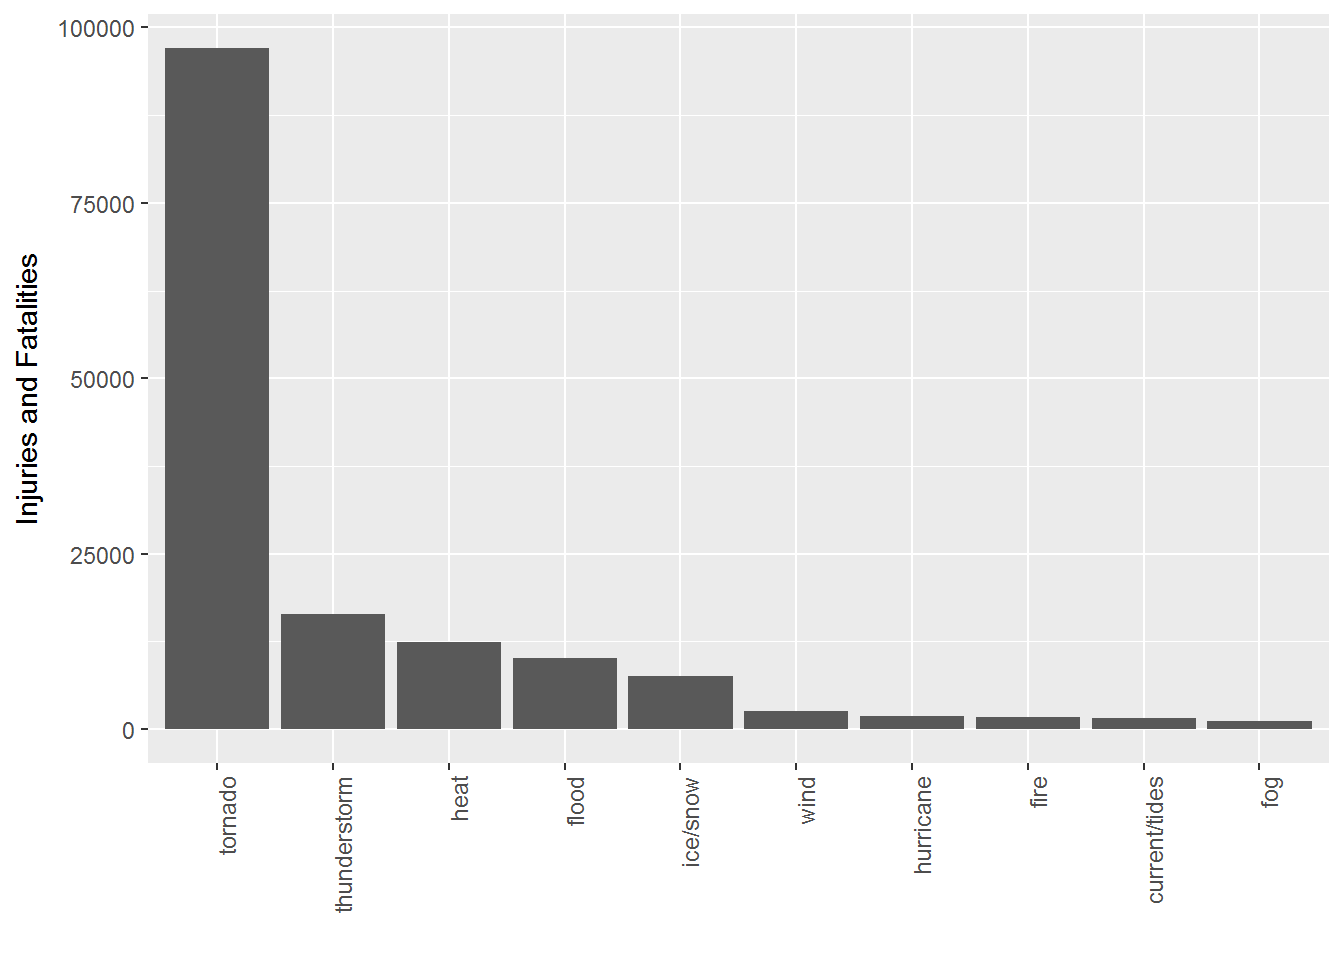 Injuries and Fatalities
100000
75000
50000
25000
0
tornado
thunderstorm
heat
flood
ice/snow
wind
hurricane
fire
current/tides
fog